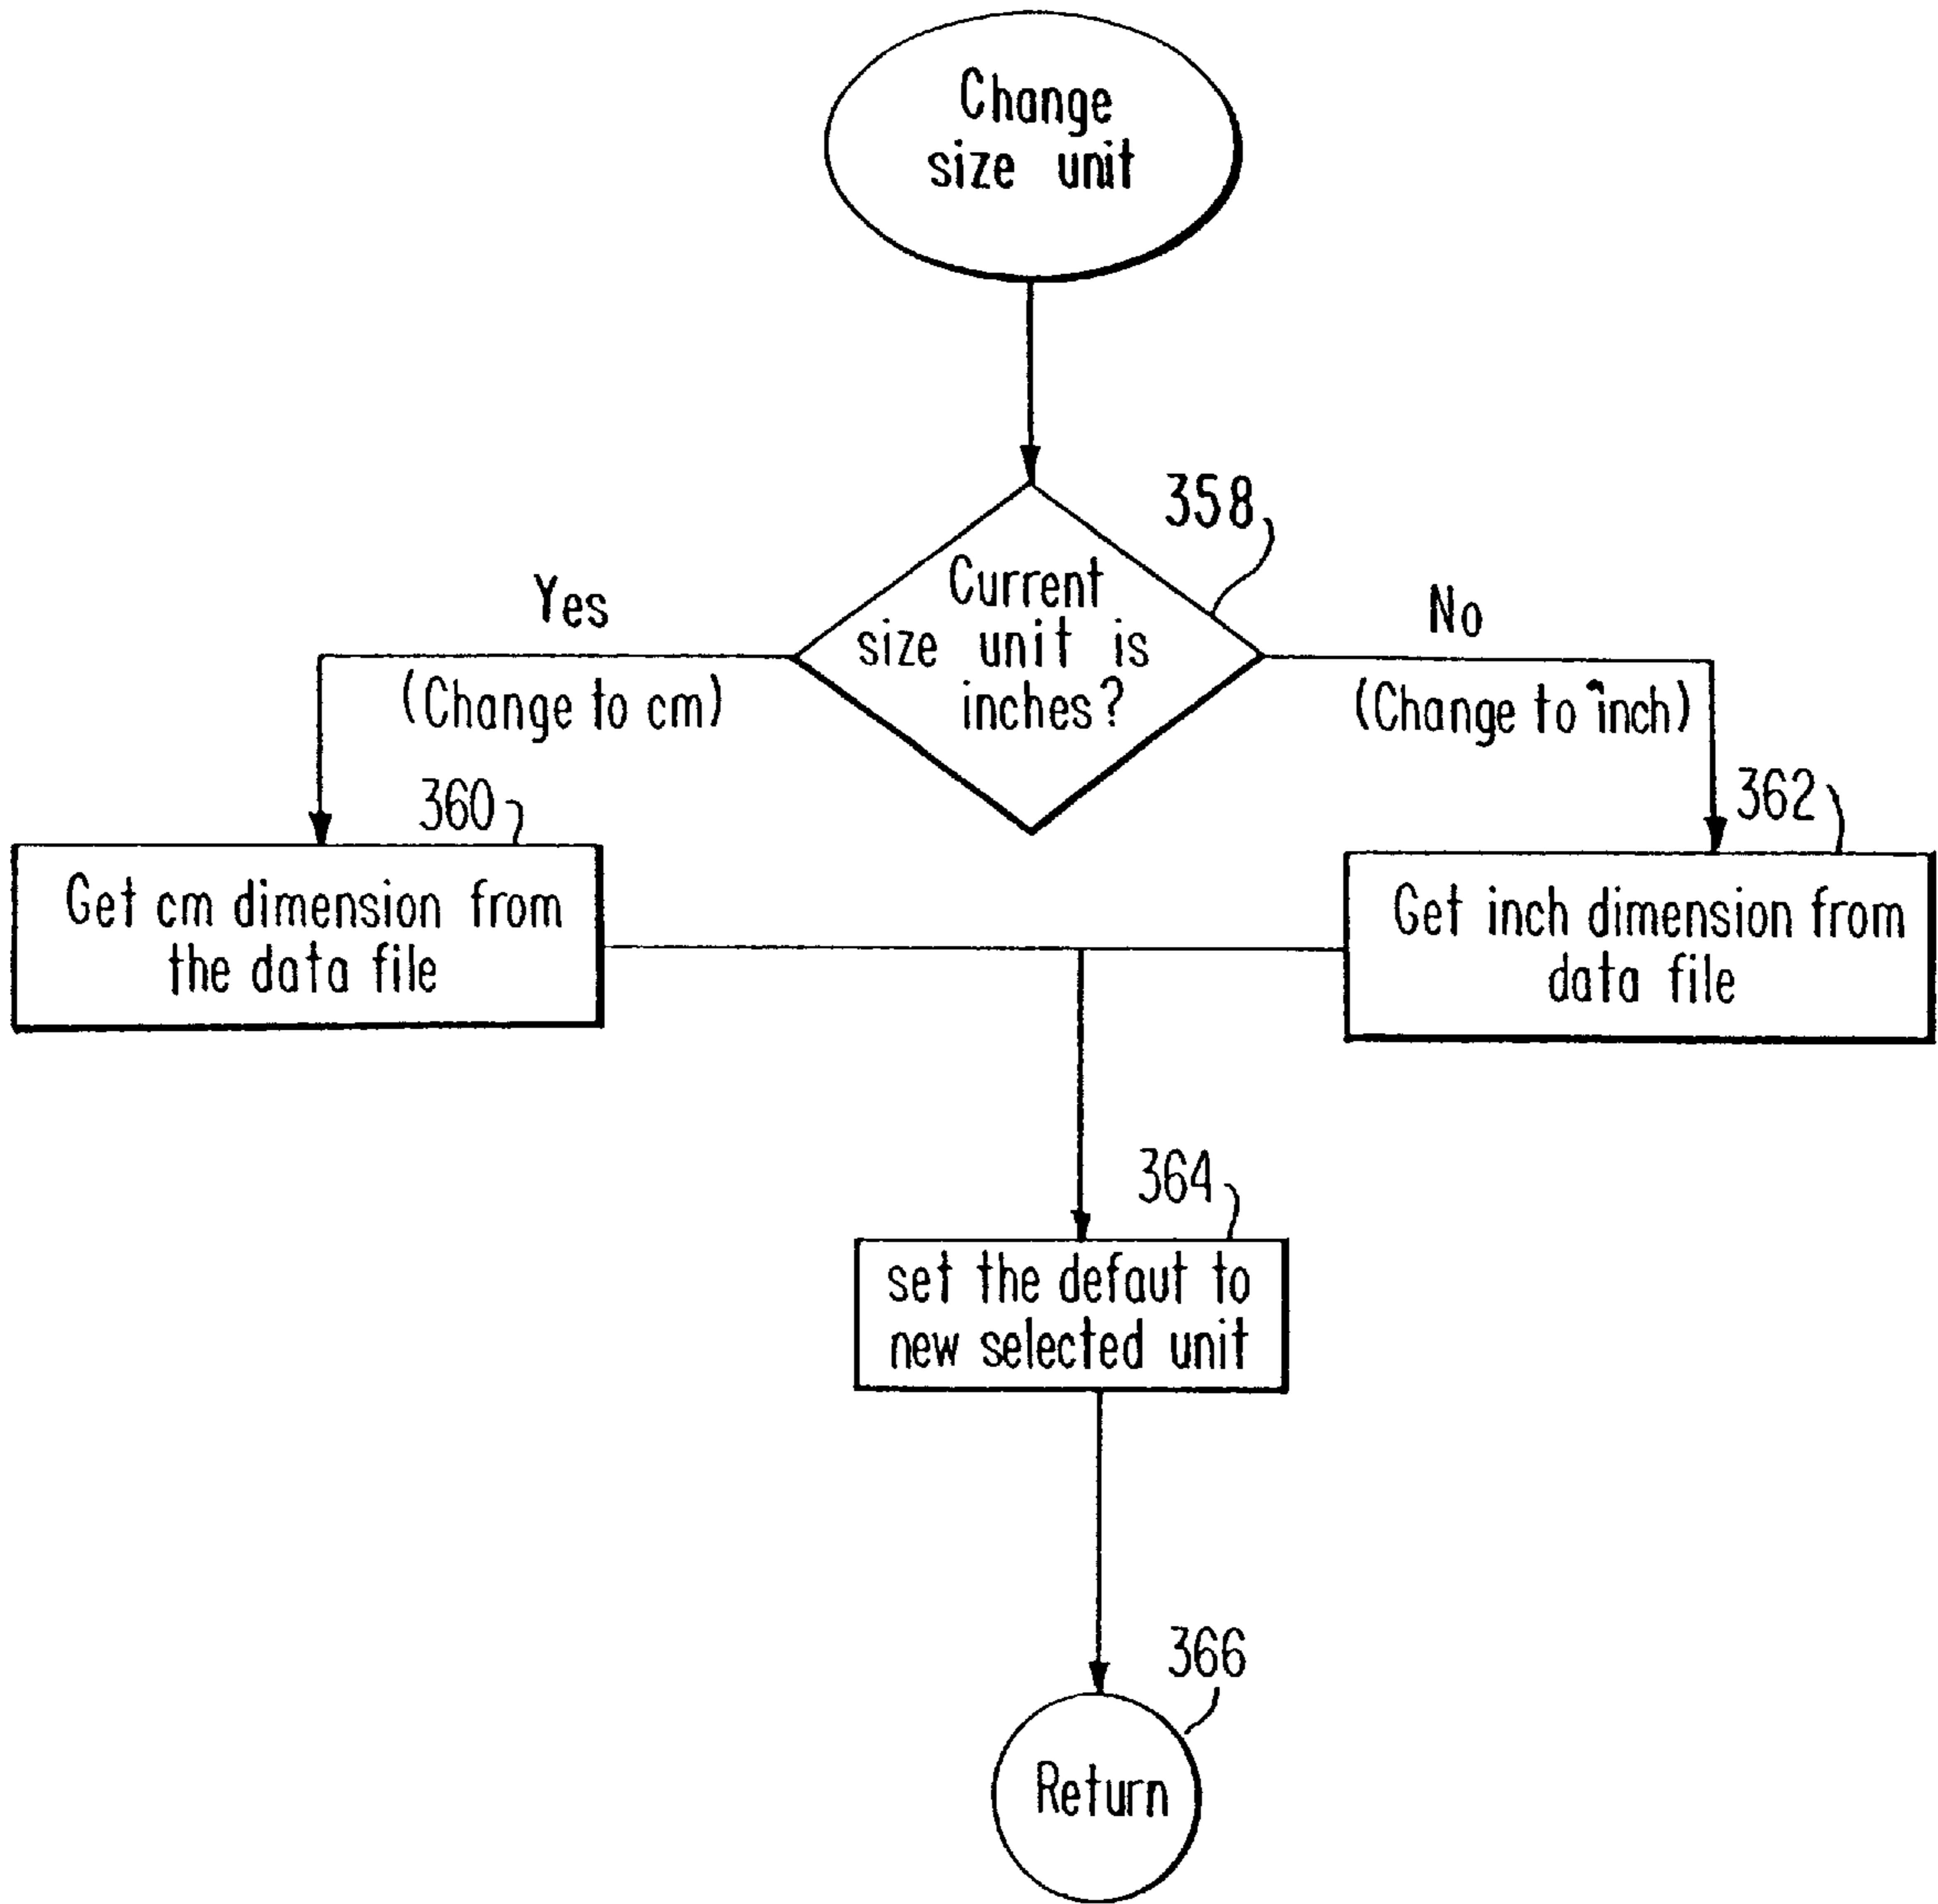 Change
size unit
358
Current
size unit is
inches?
Yes
(Change to cm)
No
(Change to inch)
360
Get cm dimension from
the data file
362
Get inch dimension from
data file
364
set the defaut to
new selected unit
366
Return